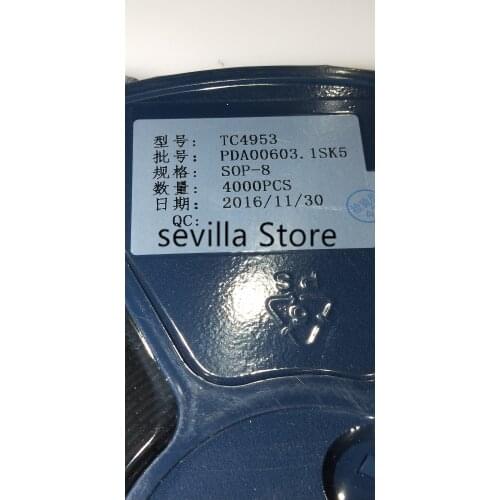 型号: TC4953
批号: PDA00603.1SK5
规格: SOP-8
数量: 4000PCS
日期: 2016/11/30
QC:
sevilla Store
PS